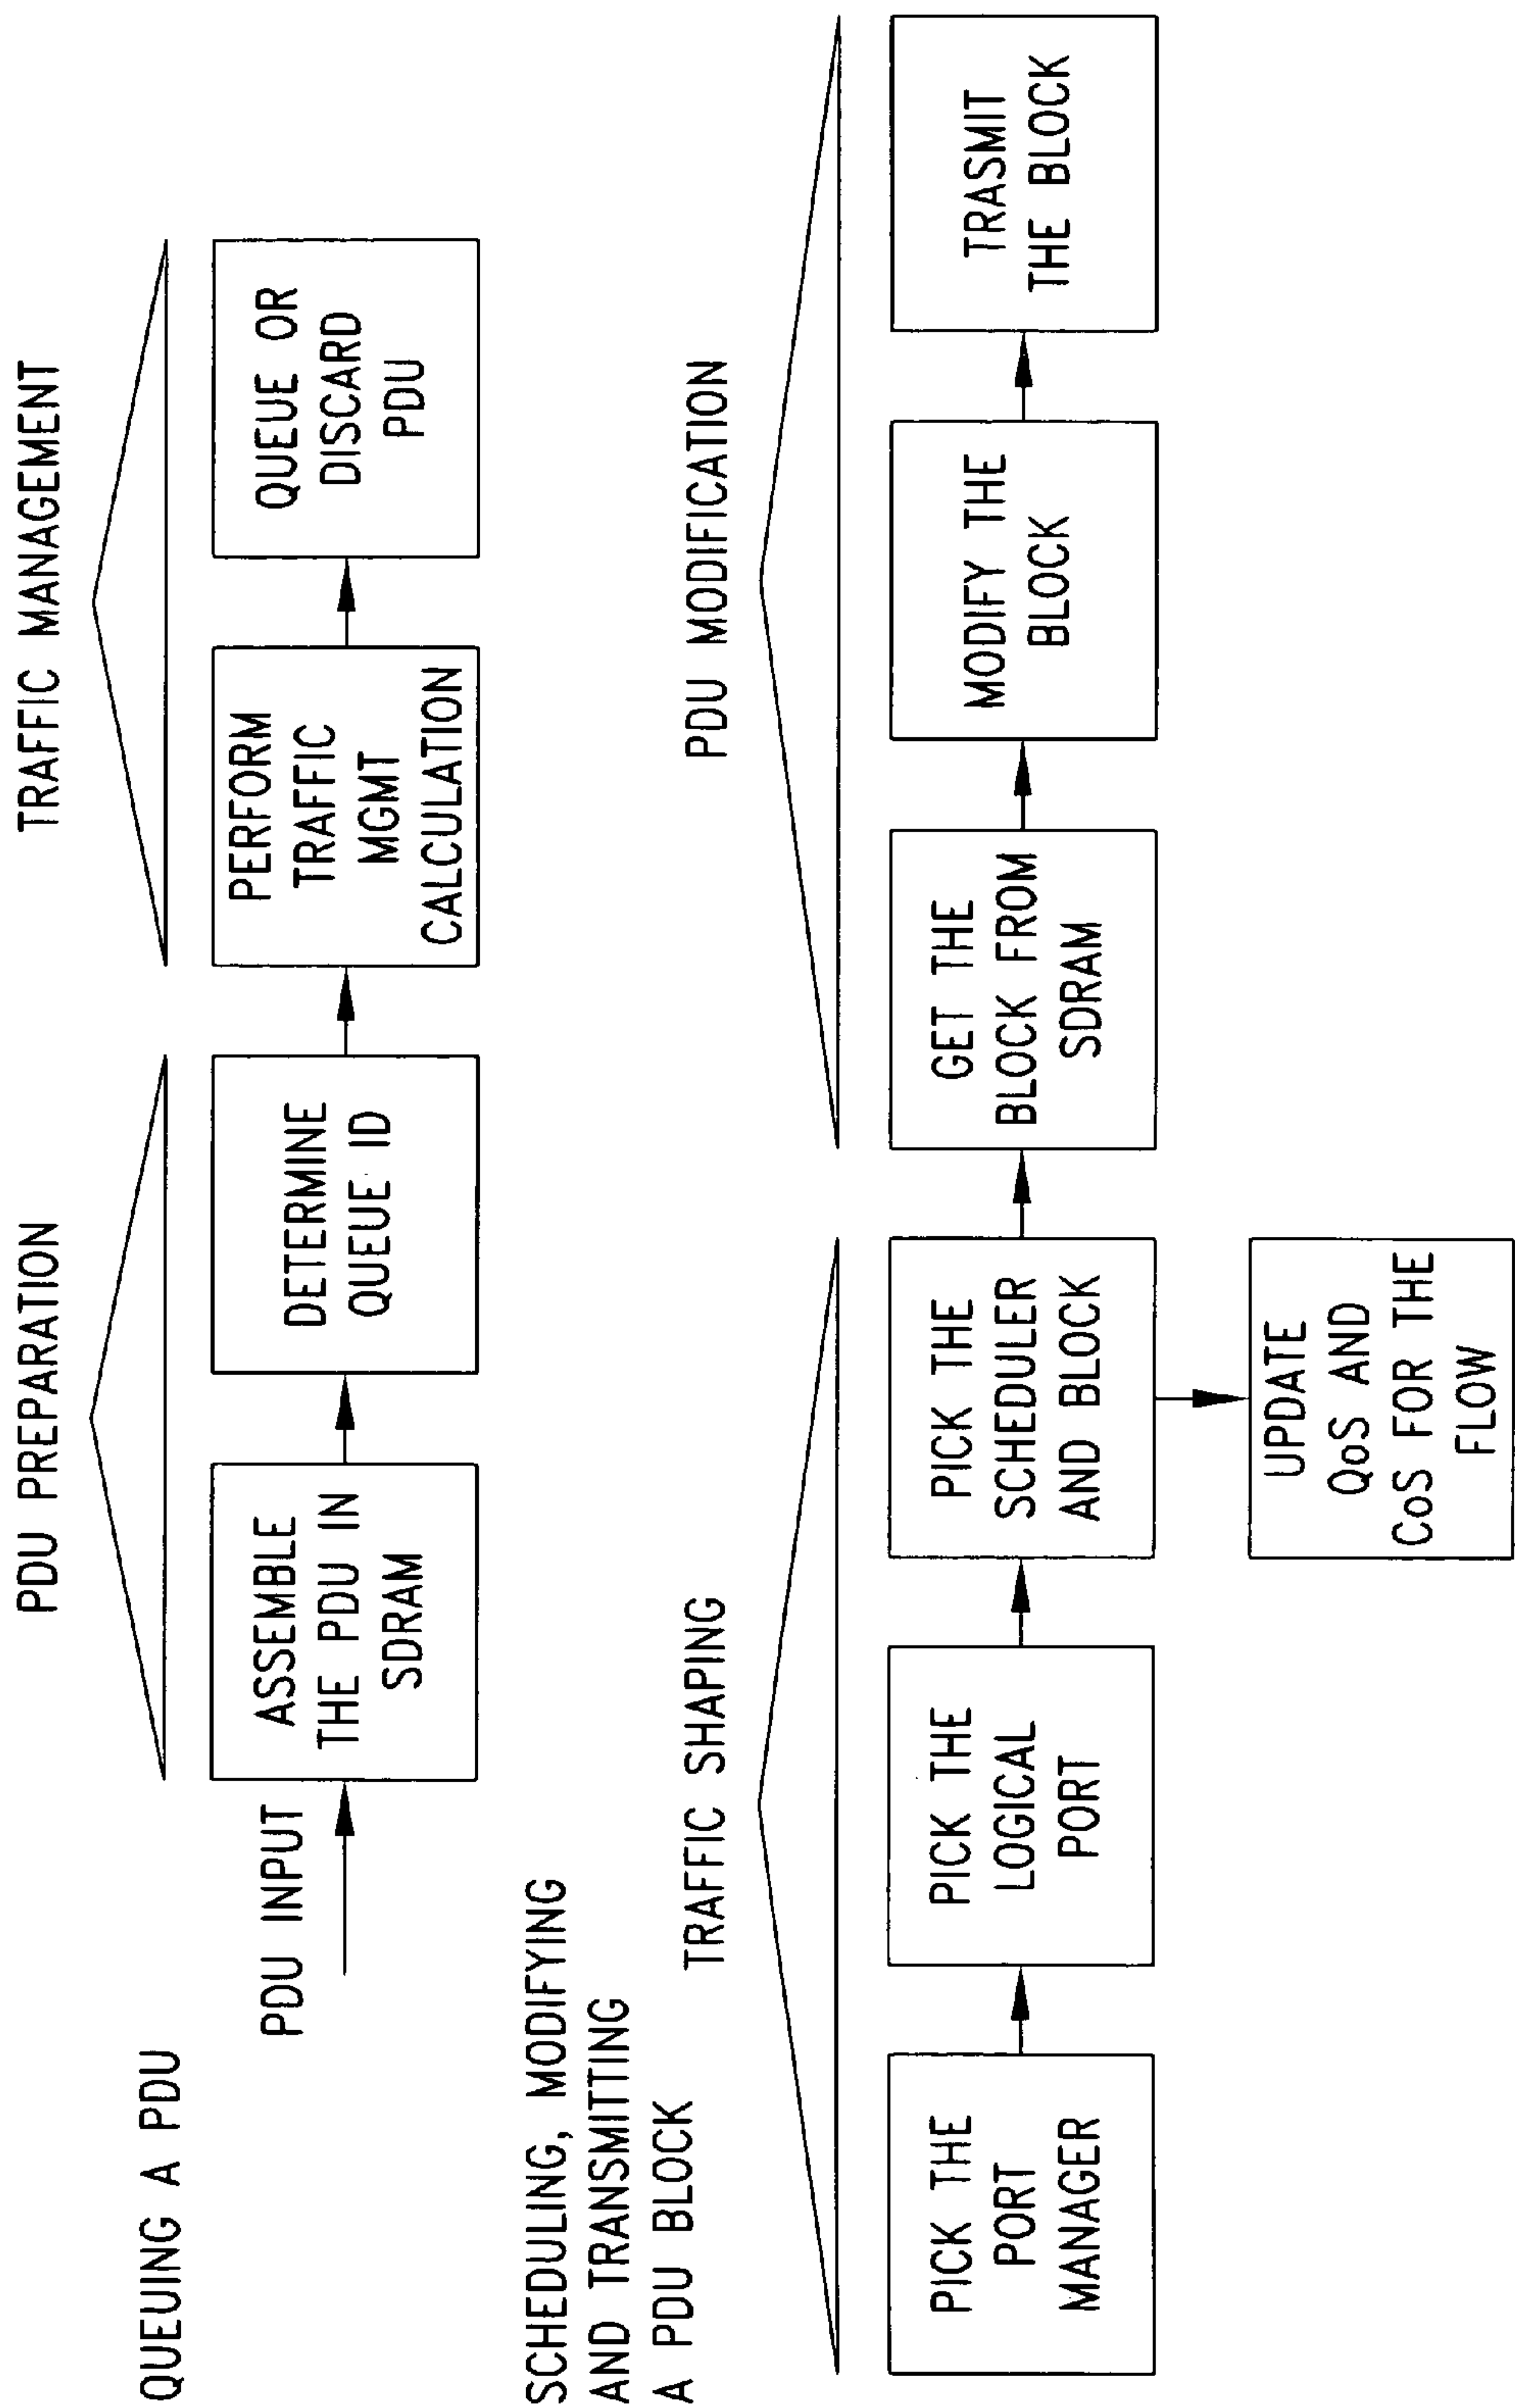 QUEUING A PDU
PDU PREPARATION
TRAFFIC MANAGEMENT
PDU INPUT
ASSEMBLE
THE PDU IN
SDRAM
DETERMINE
QUEUE ID
PERFORM
TRAFFIC
MGMT
CALCULATION
QUEUE OR
DISCARD
PDU
SCHEDULING, MODIFYING
AND TRANSMITTING
A PDU BLOCK
TRAFFIC SHAPING
PDU MODIFICATION
PICK THE
PORT
MANAGER
PICK THE
LOGICAL
PORT
PICK THE
SCHEDULER
AND BLOCK
GET THE
BLOCK FROM
SDRAM
MODIFY THE
BLOCK
TRASMIT
THE BLOCK
UPDATE
QoS AND
CoS FOR THE
FLOW